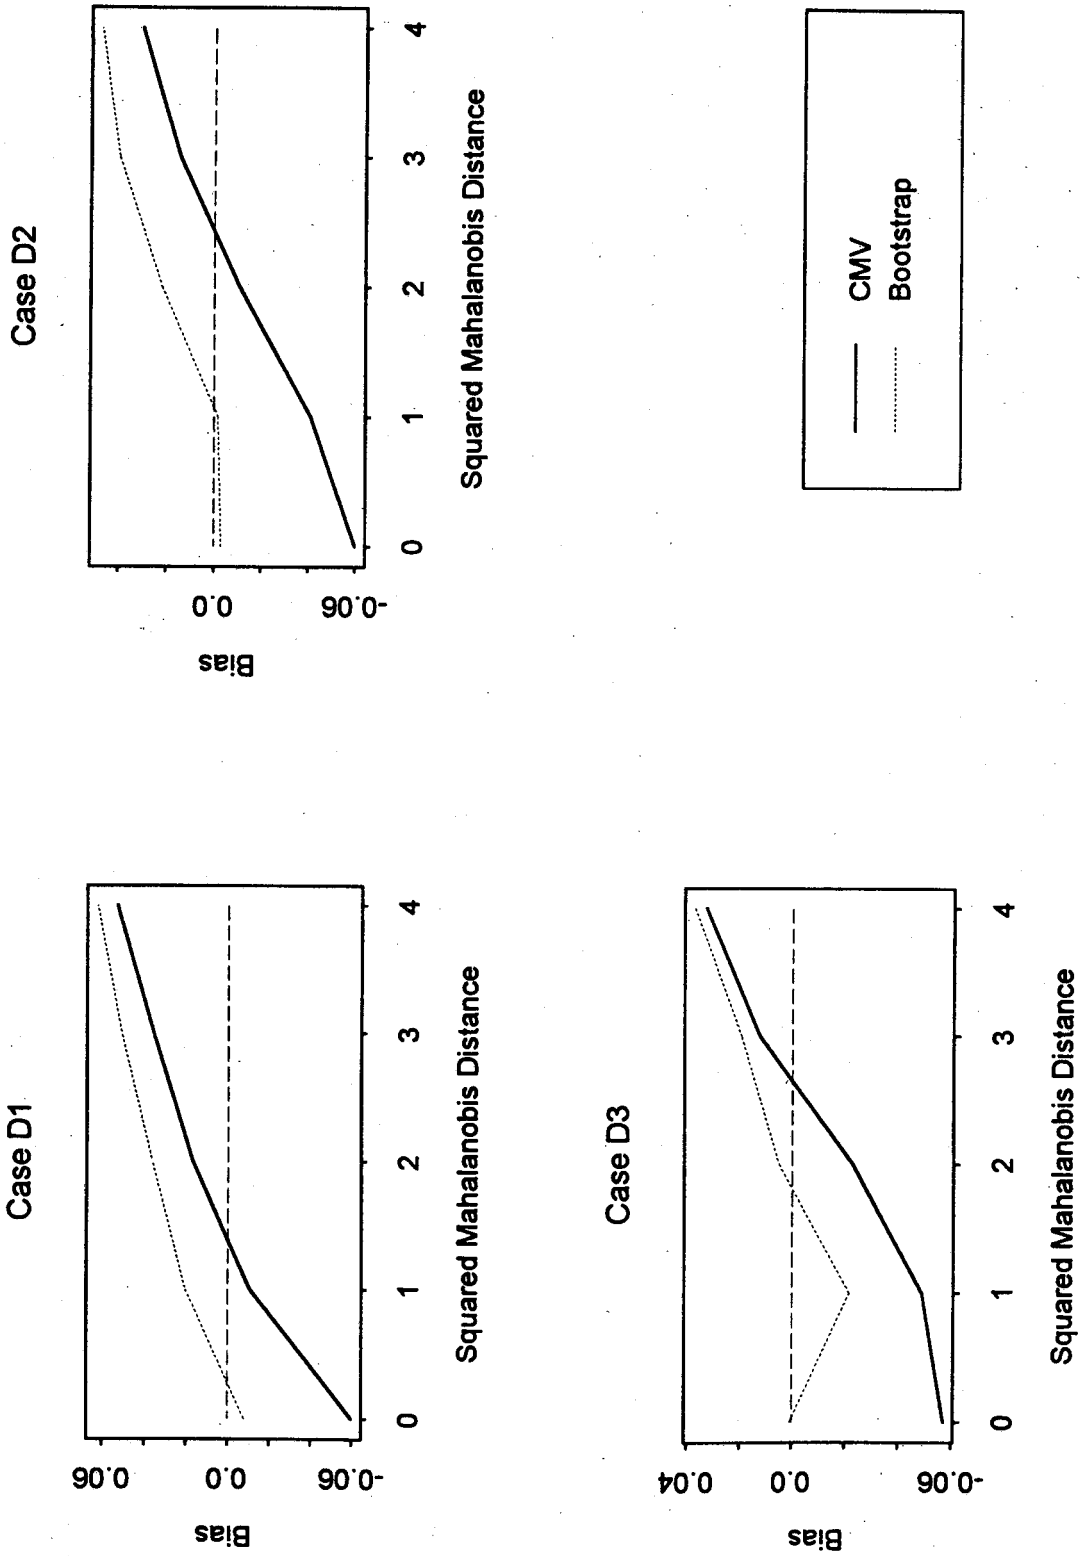 Case D1
Bias
0.06
0.0
-0.06
0 1 2 3 4
Squared Mahalanobis Distance
Case D2
Bias
0.0
-0.06
0 1 2 3 4
Squared Mahalanobis Distance
Case D3
Bias
0.04
0.0
-0.06
0 1 2 3 4
Squared Mahalanobis Distance
CMV
Bootstrap